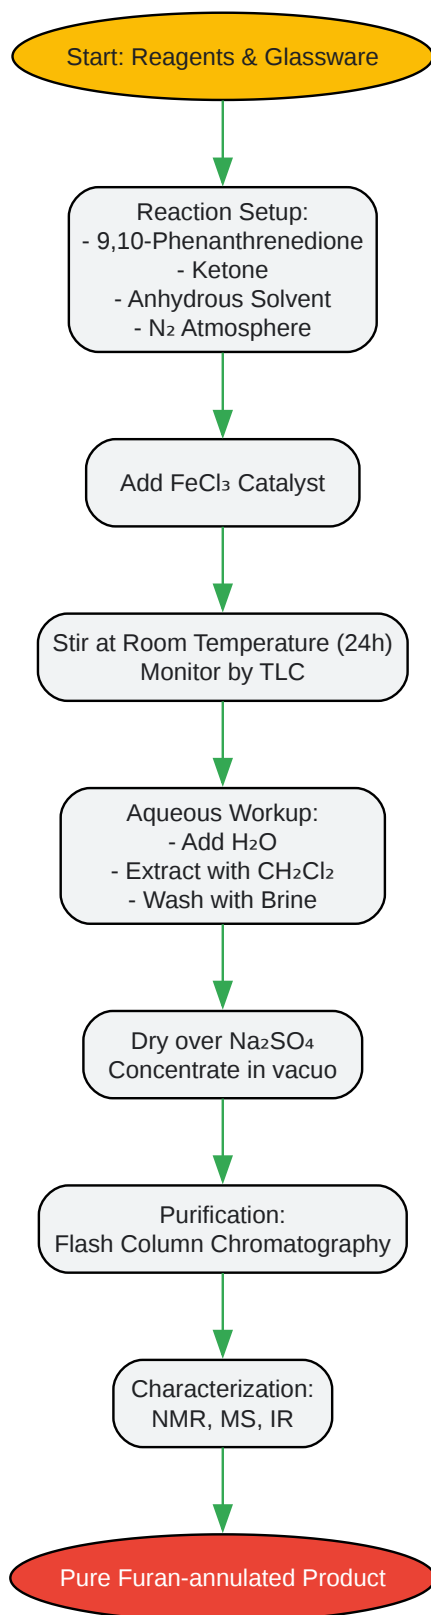 Start: Reagents & Glassware
Reaction Setup:
- 9,10-Phenanthrenedione
- Ketone
- Anhydrous Solvent
- N₂ Atmosphere
Add FeCl₃ Catalyst
Stir at Room Temperature (24h)
Monitor by TLC
Aqueous Workup:
- Add H₂O
- Extract with CH₂Cl₂
- Wash with Brine
Dry over Na₂SO₄
Concentrate in vacuo
Purification:
Flash Column Chromatography
Characterization:
NMR, MS, IR
Pure Furan-annulated Product